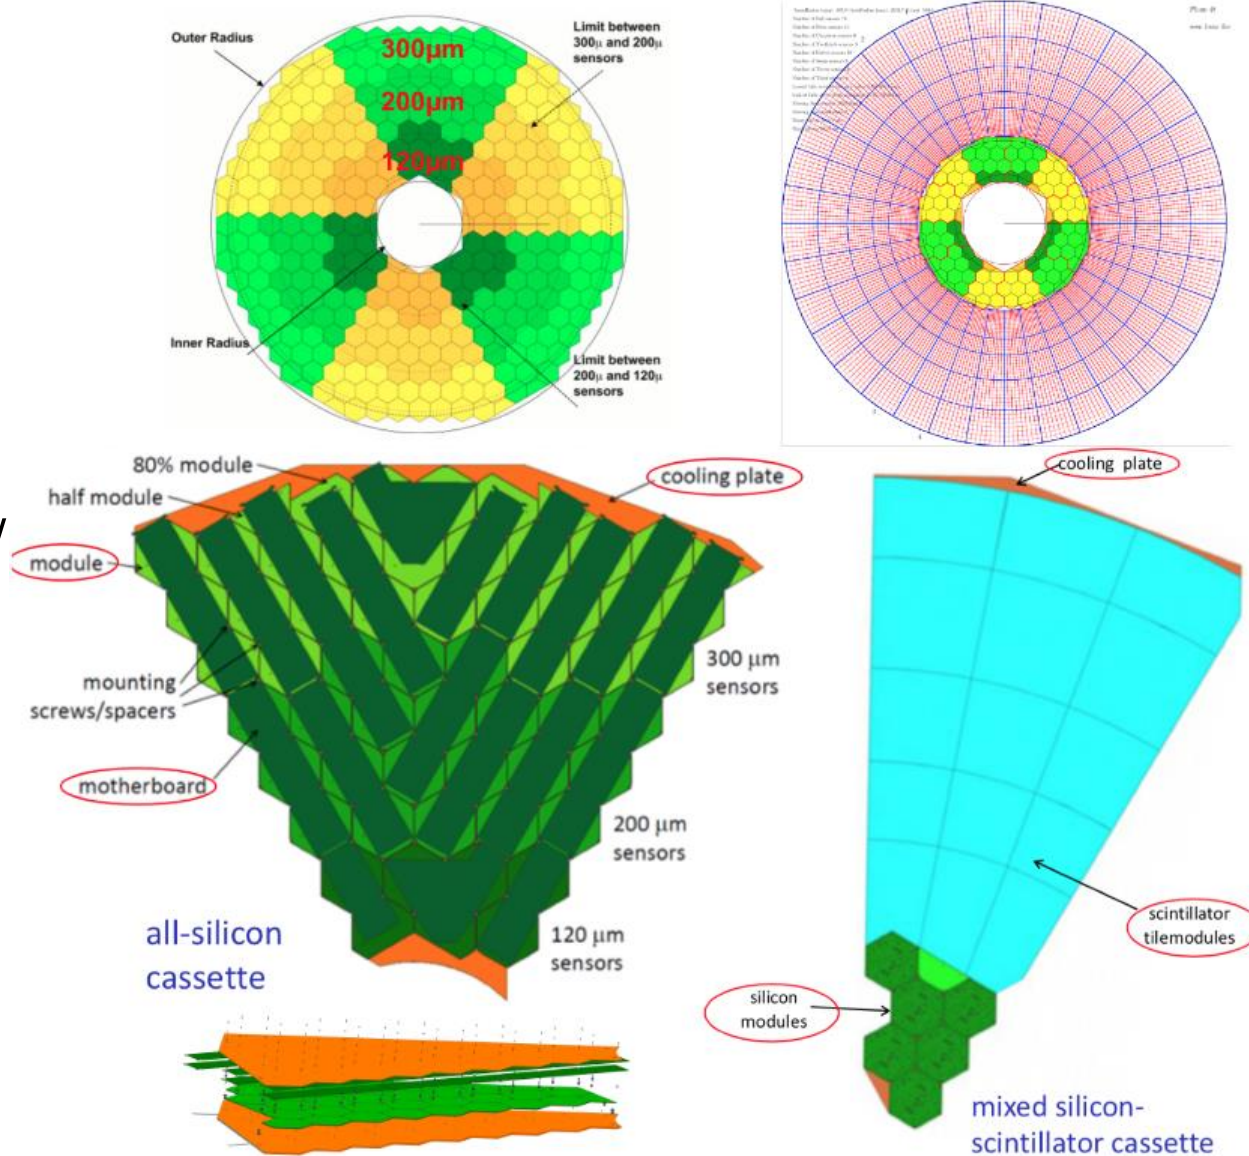 Outer Radius
300μm
200μm
120μm
Limit between
300μ and 200μ
sensors
Inner Radius
Limit between
200μ and 120μ
sensors
80% module
half module
module
mounting
screws/spacers
motherboard
cooling plate
300 μm
sensors
200 μm
sensors
120 μm
sensors
all-silicon
cassette
cooling plate
scintillator
tilemodules
silicon
modules
mixed silicon-
scintillator cassette